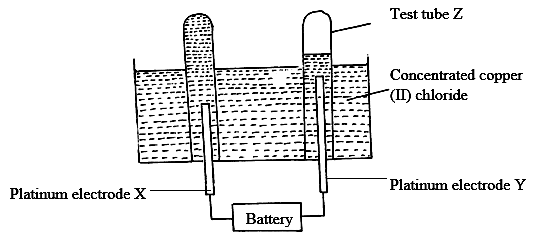 Test tube Z
Concentrated copper
(II) chloride
Platinum electrode X
Platinum electrode Y
Battery